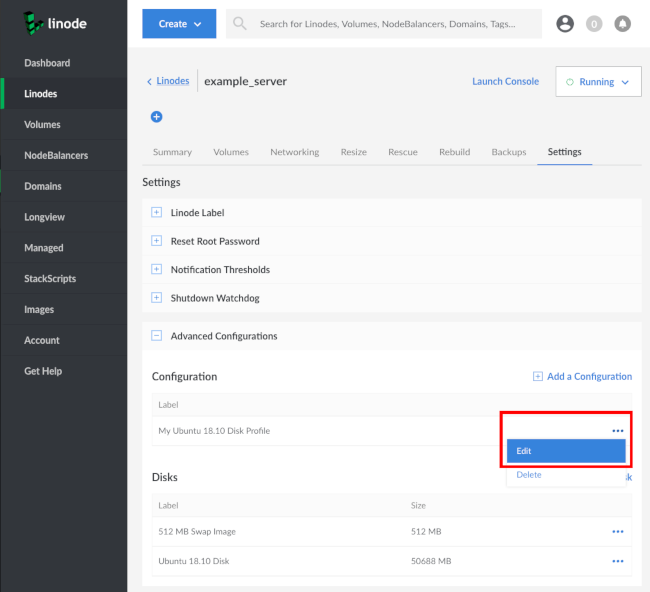 linode
Create
Search for Linodes, Volumes, NodeBalancers, Domains, Tags...
0
Dashboard
Linodes
Volumes
NodeBalancers
Domains
Longview
Managed
StackScripts
Images
Account
Get Help
Linodes
example_server
Launch Console
Running
Summary Volumes Networking Resize Rescue Rebuild Backups Settings
Settings
Linode Label
Reset Root Password
Notification Thresholds
Shutdown Watchdog
Advanced Configurations
Configuration
Add a Configuration
Label
My Ubuntu 18.10 Disk Profile
Edit
Delete
Disks
Label Size
512 MB Swap Image 512 MB
Ubuntu 18.10 Disk 50688 MB